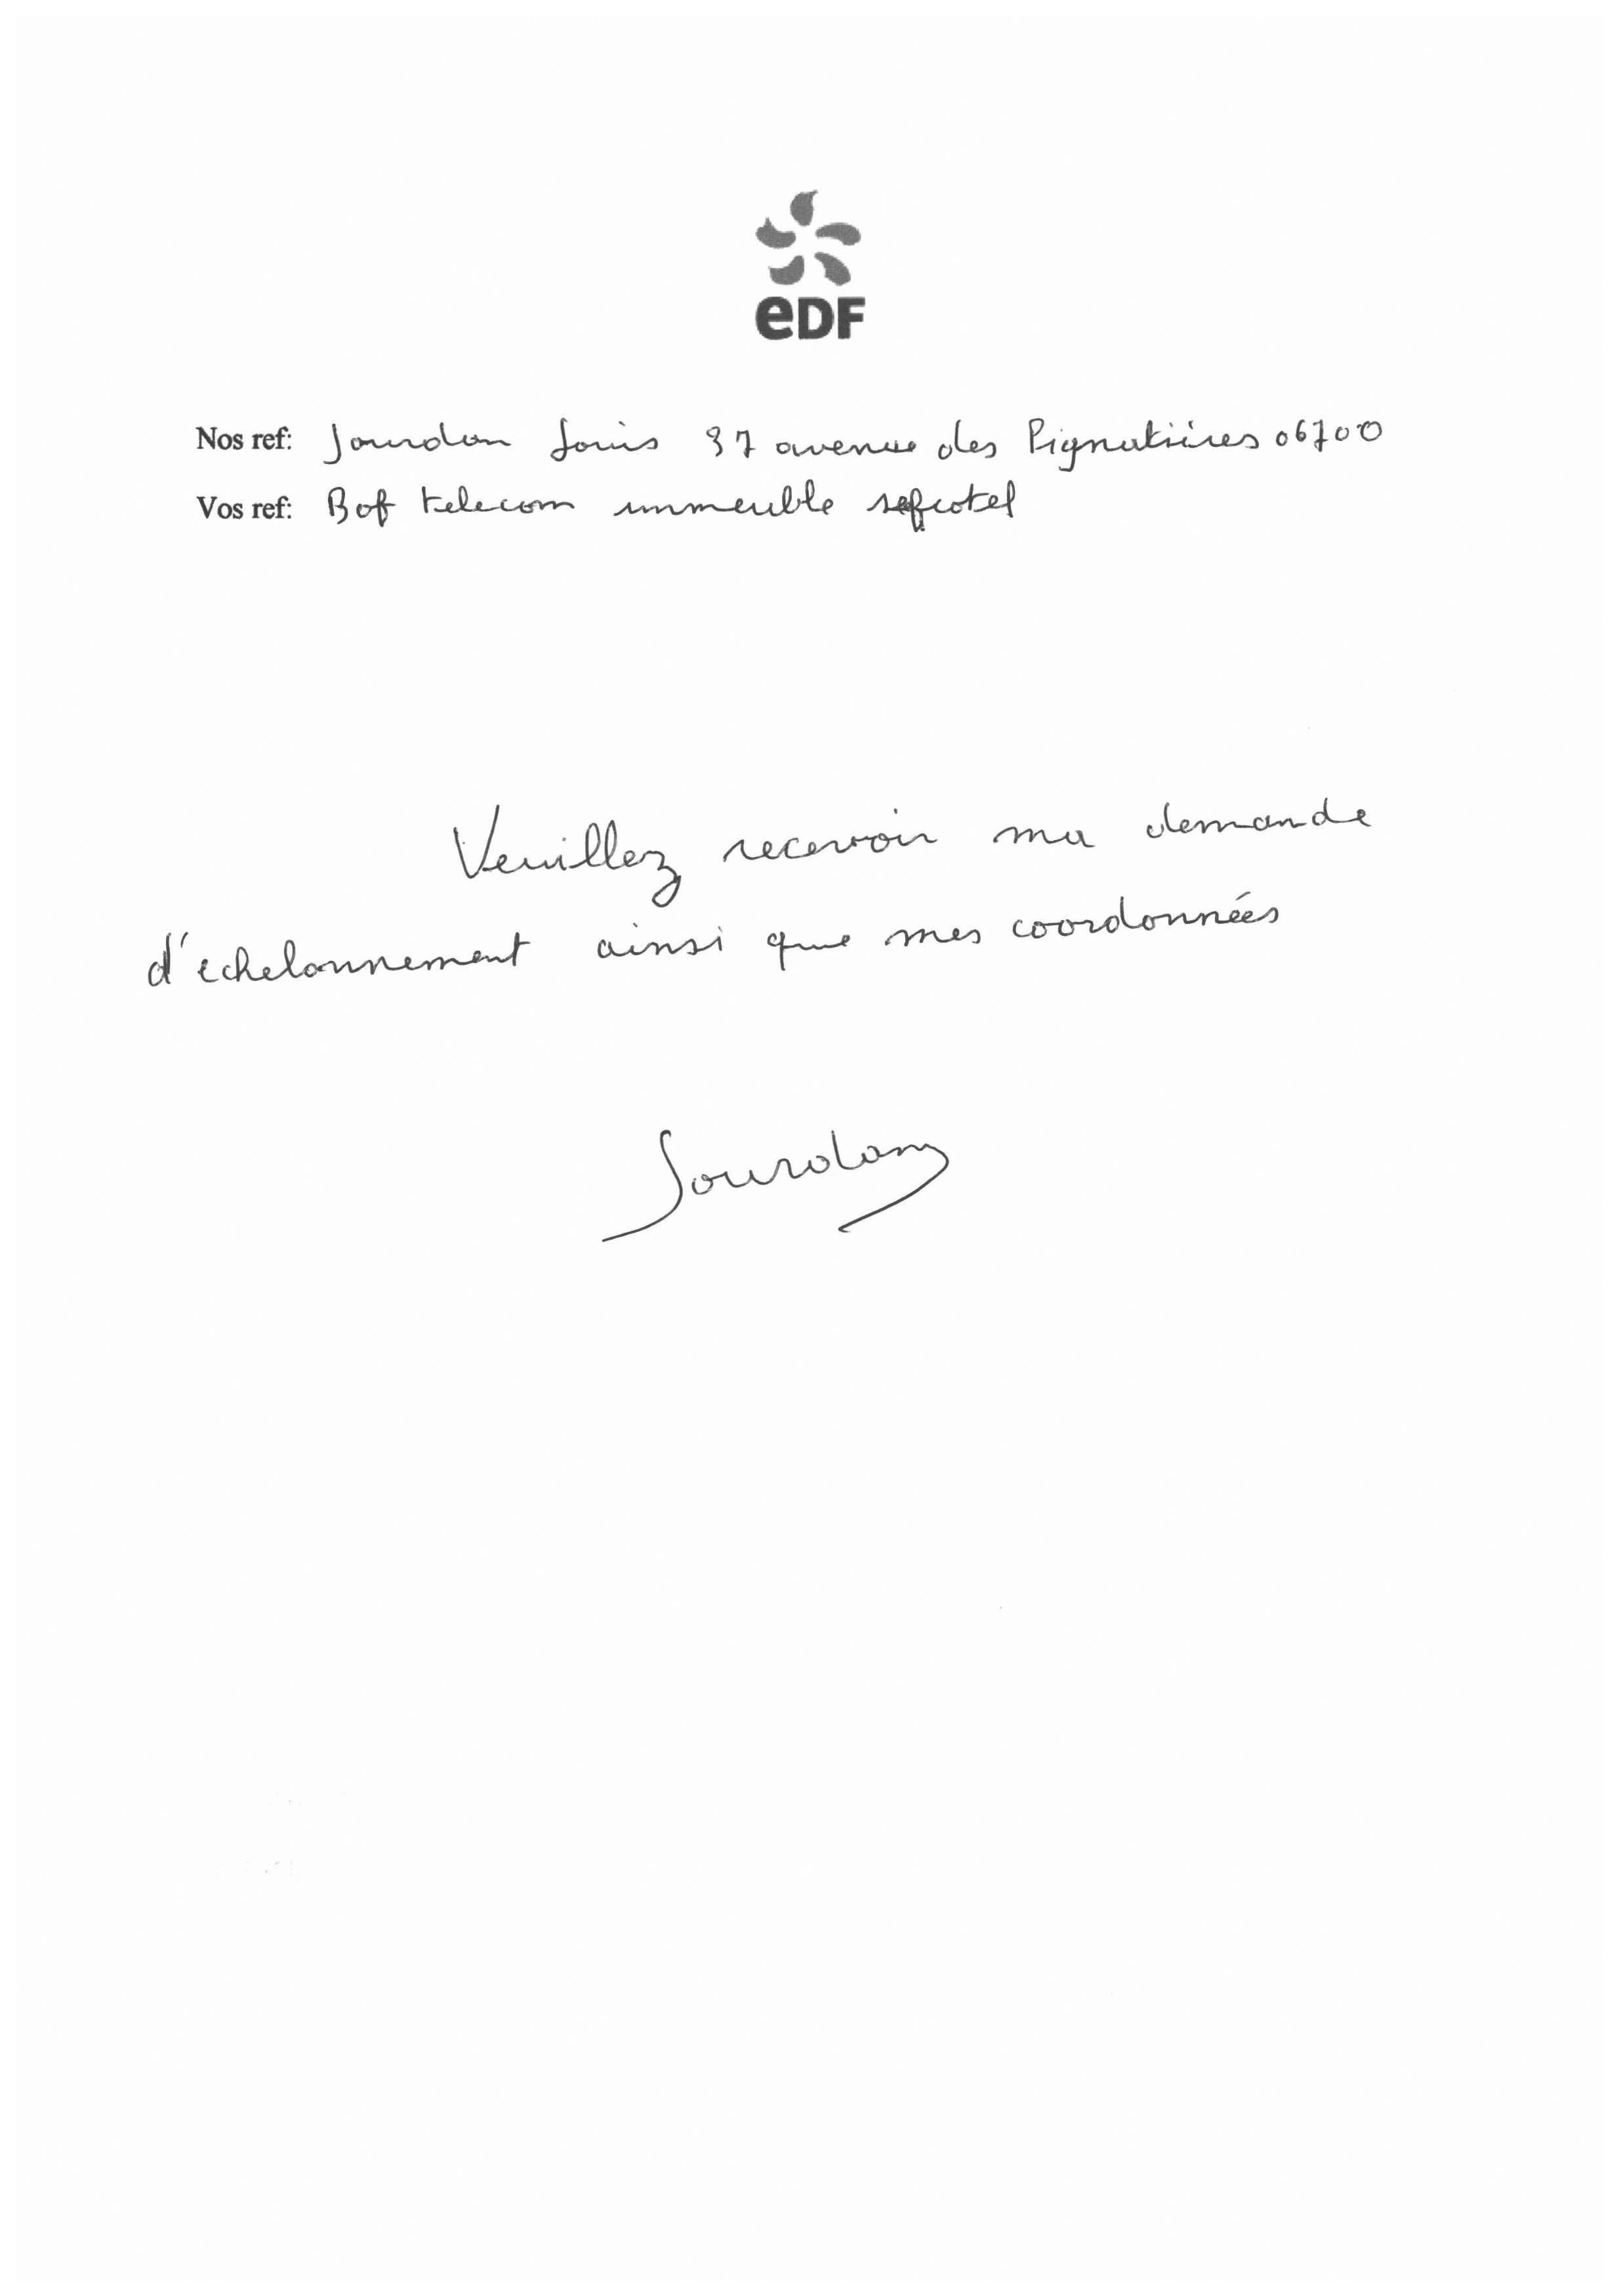 eDF
Nos ref: Jourdan Louis 37 avenue des Pignatières 06700
Vos ref: Bof telecom immeuble
Veuillez recevoir ma demande
d'echelonnement ainsi que mes coordonnées
Jourdan